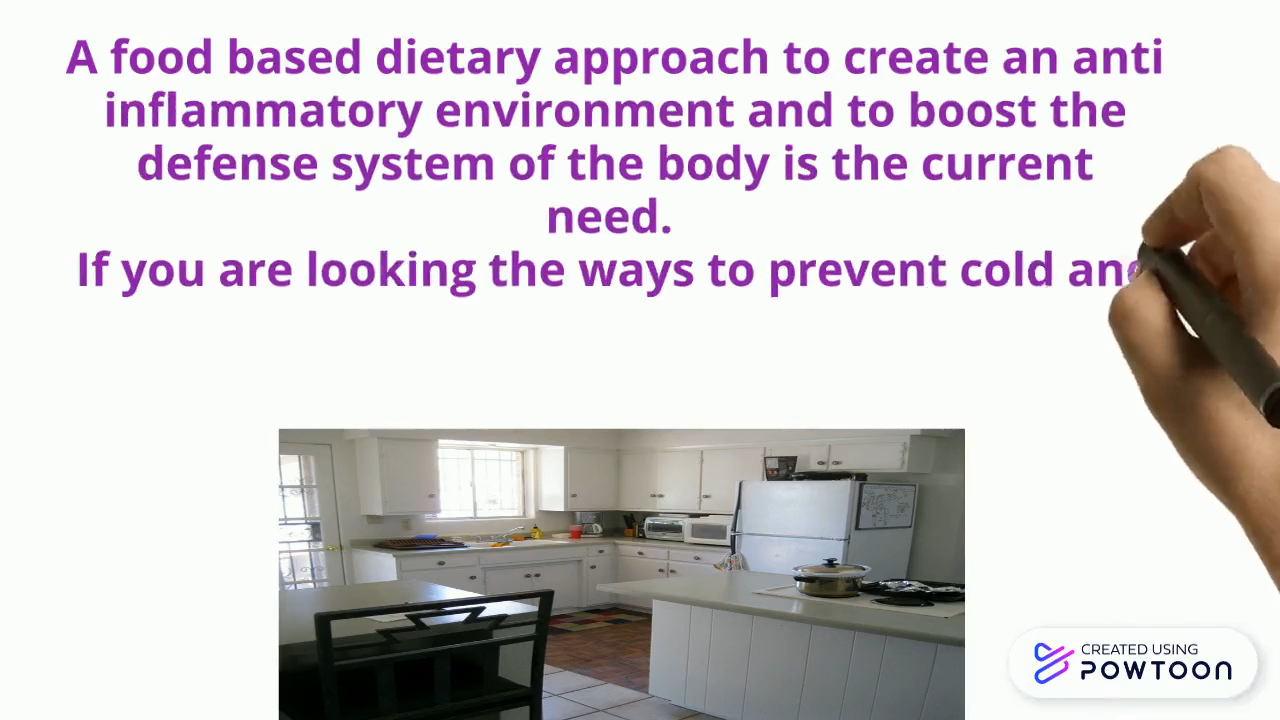 A food based dietary approach to create an anti
inflammatory environment and to boost the
defense system of the body is the current
need.
If you are looking the ways to prevent cold an
CREATED USING
POWTOON